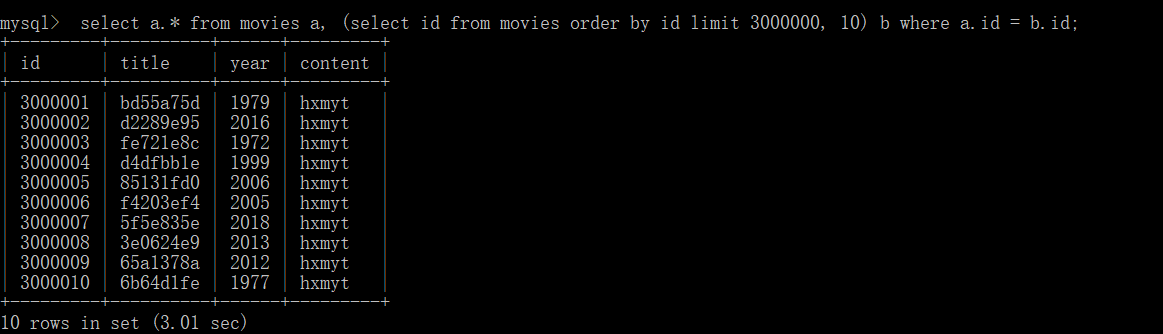 mysql>  select a.* from movies a, (select id from movies order by id limit 3000000, 10) b where a.id = b.id;
+---------+----------+------+---------+
| id      | title    | year | content |
+---------+----------+------+---------+
| 3000001 | bd55a75d | 1979 | hxmyt   |
| 3000002 | d2289e95 | 2016 | hxmyt   |
| 3000003 | fe721e8c | 1972 | hxmyt   |
| 3000004 | d4dfbb1e | 1999 | hxmyt   |
| 3000005 | 85131fd0 | 2006 | hxmyt   |
| 3000006 | f4203ef4 | 2005 | hxmyt   |
| 3000007 | 5f5e835e | 2018 | hxmyt   |
| 3000008 | 3e0624e9 | 2013 | hxmyt   |
| 3000009 | 65a1378a | 2012 | hxmyt   |
| 3000010 | 6b64d1fe | 1977 | hxmyt   |
+---------+----------+------+---------+
10 rows in set (3.01 sec)